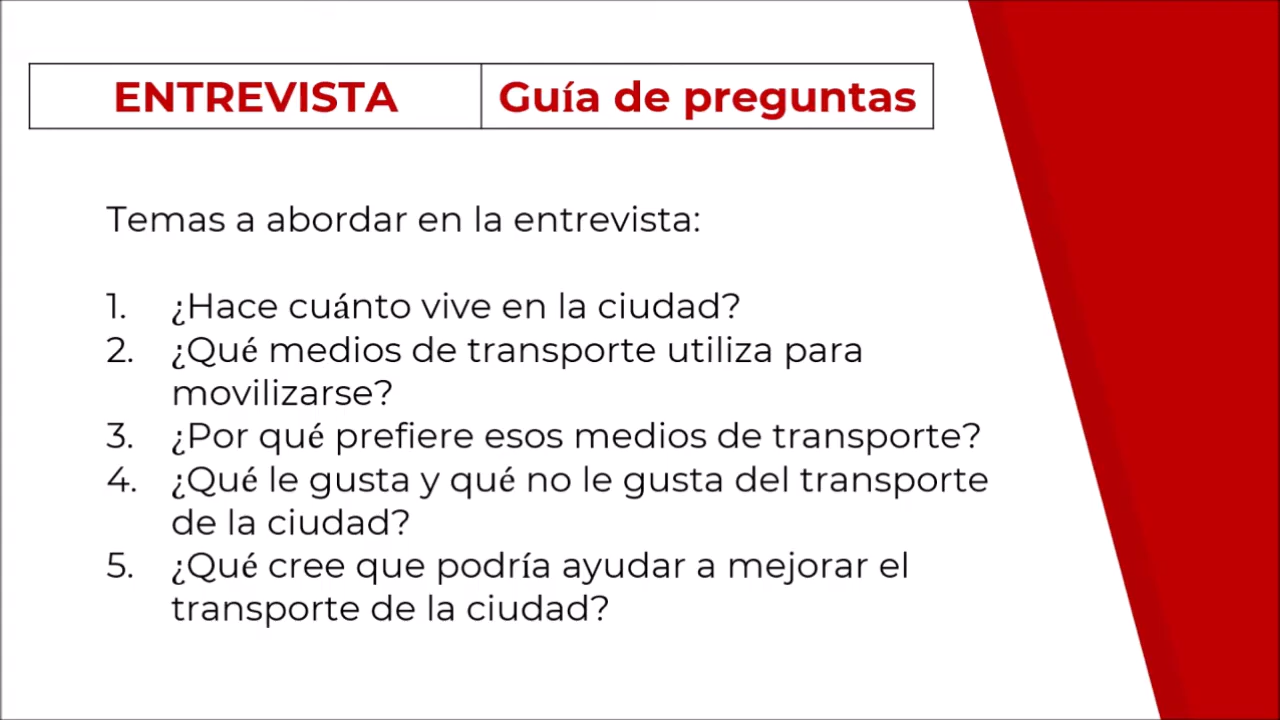 ENTREVISTA Guía de preguntas
Temas a abordar en la entrevista:
1. ¿Hace cuánto vive en la ciudad?
2. ¿Qué medios de transporte utiliza para
movilizarse?
3. ¿Por qué prefiere esos medios de transporte?
4. ¿Qué le gusta y qué no le gusta del transporte
de la ciudad?
5. ¿Qué cree que podría ayudar a mejorar el
transporte de la ciudad?